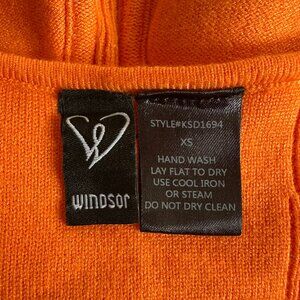 WINDSOR
STYLE#KSD1694
XS
HAND WASH
LAY FLAT TO DRY
USE COOL IRON
OR STEAM
DO NOT DRY CLEAN